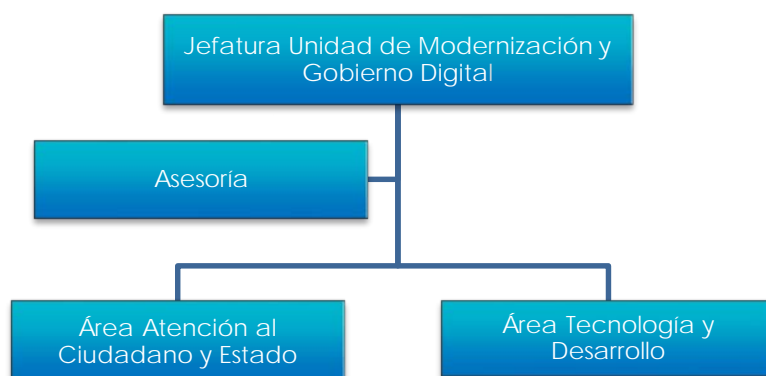 Jefatura Unidad de Modernización y
Gobierno Digital
Asesoría
Área Atención al
Ciudadano y Estado
Área Tecnología y
Desarrollo